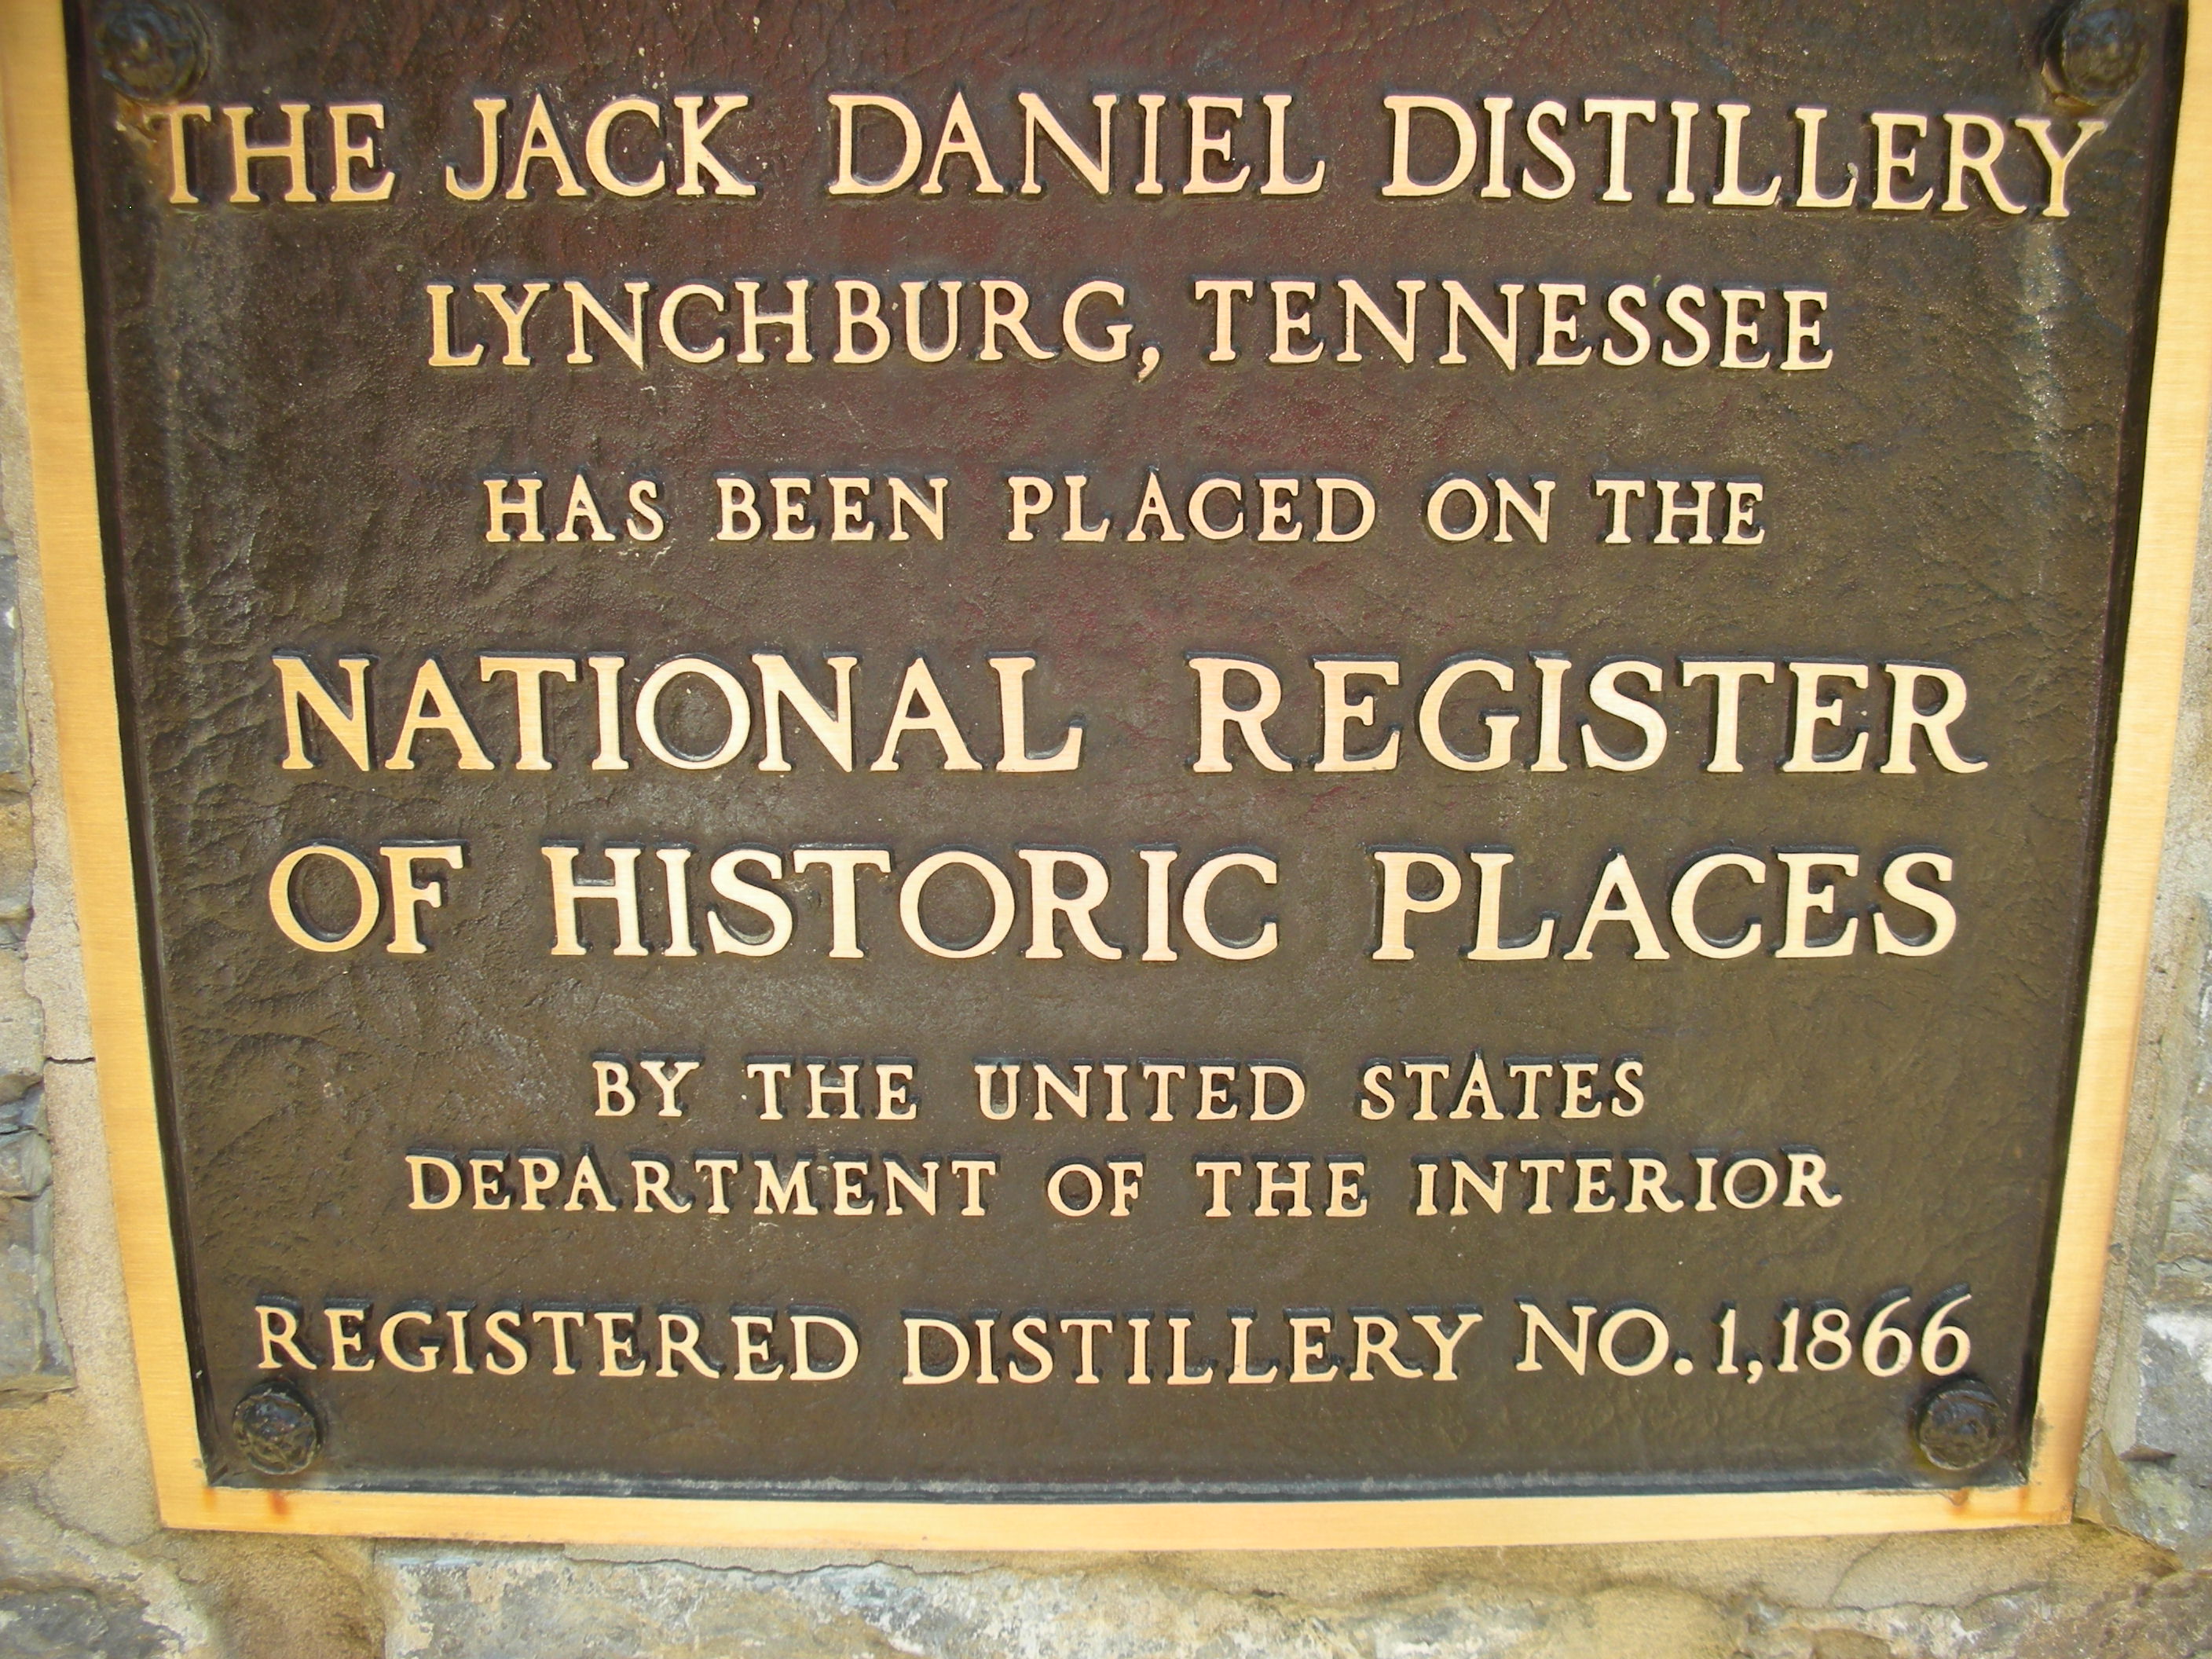 THE JACK DANIEL DISTILLERY
LYNCHBURG, TENNESSEE
HAS BEEN PLACED ON THE
NATIONAL REGISTER
OF HISTORIC PLACES
BY THE UNITED STATES
DEPARTMENT OF THE INTERIOR
REGISTERED DISTILLERY NO. 1, 1866